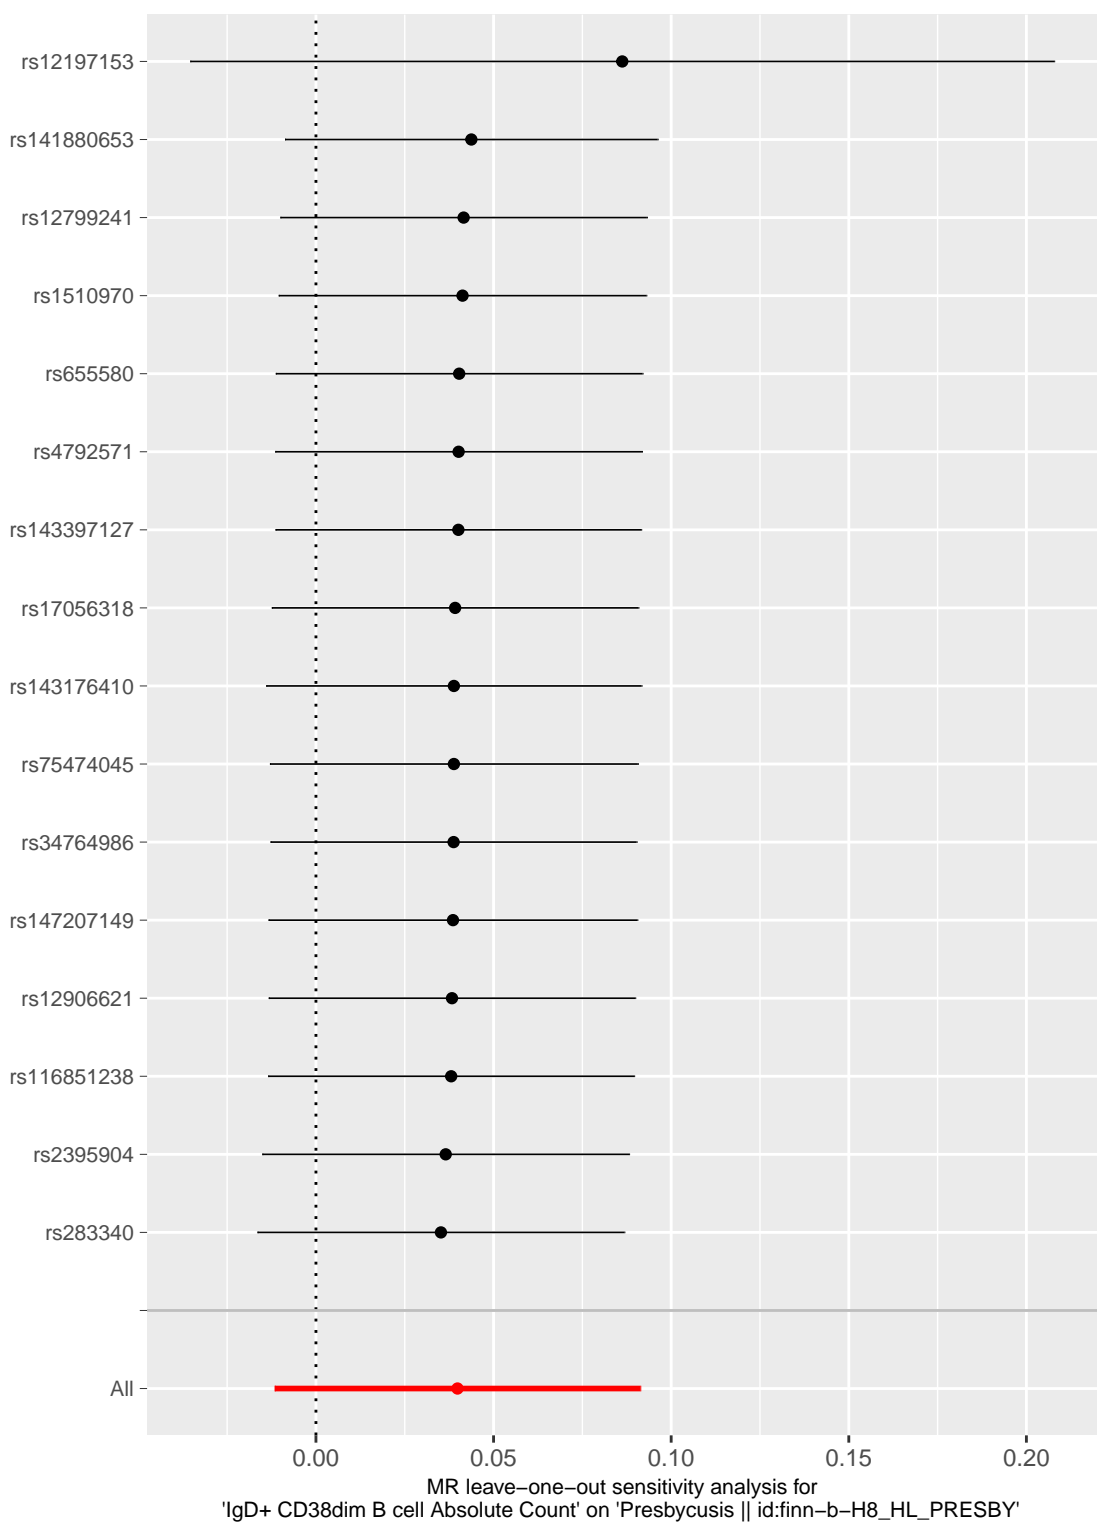 rs12197153
rs141880653
rs12799241
rs1510970
rs655580
rs4792571
rs143397127
rs17056318
rs143176410
rs75474045
rs34764986
rs147207149
rs12906621
rs116851238
rs2395904
rs283340
All
0.00 0.05 0.10 0.15 0.20
MR leave−one−out sensitivity analysis for
'IgD+ CD38dim B cell Absolute Count' on 'Presbycusis || id:finn−b−H8_HL_PRESBY'